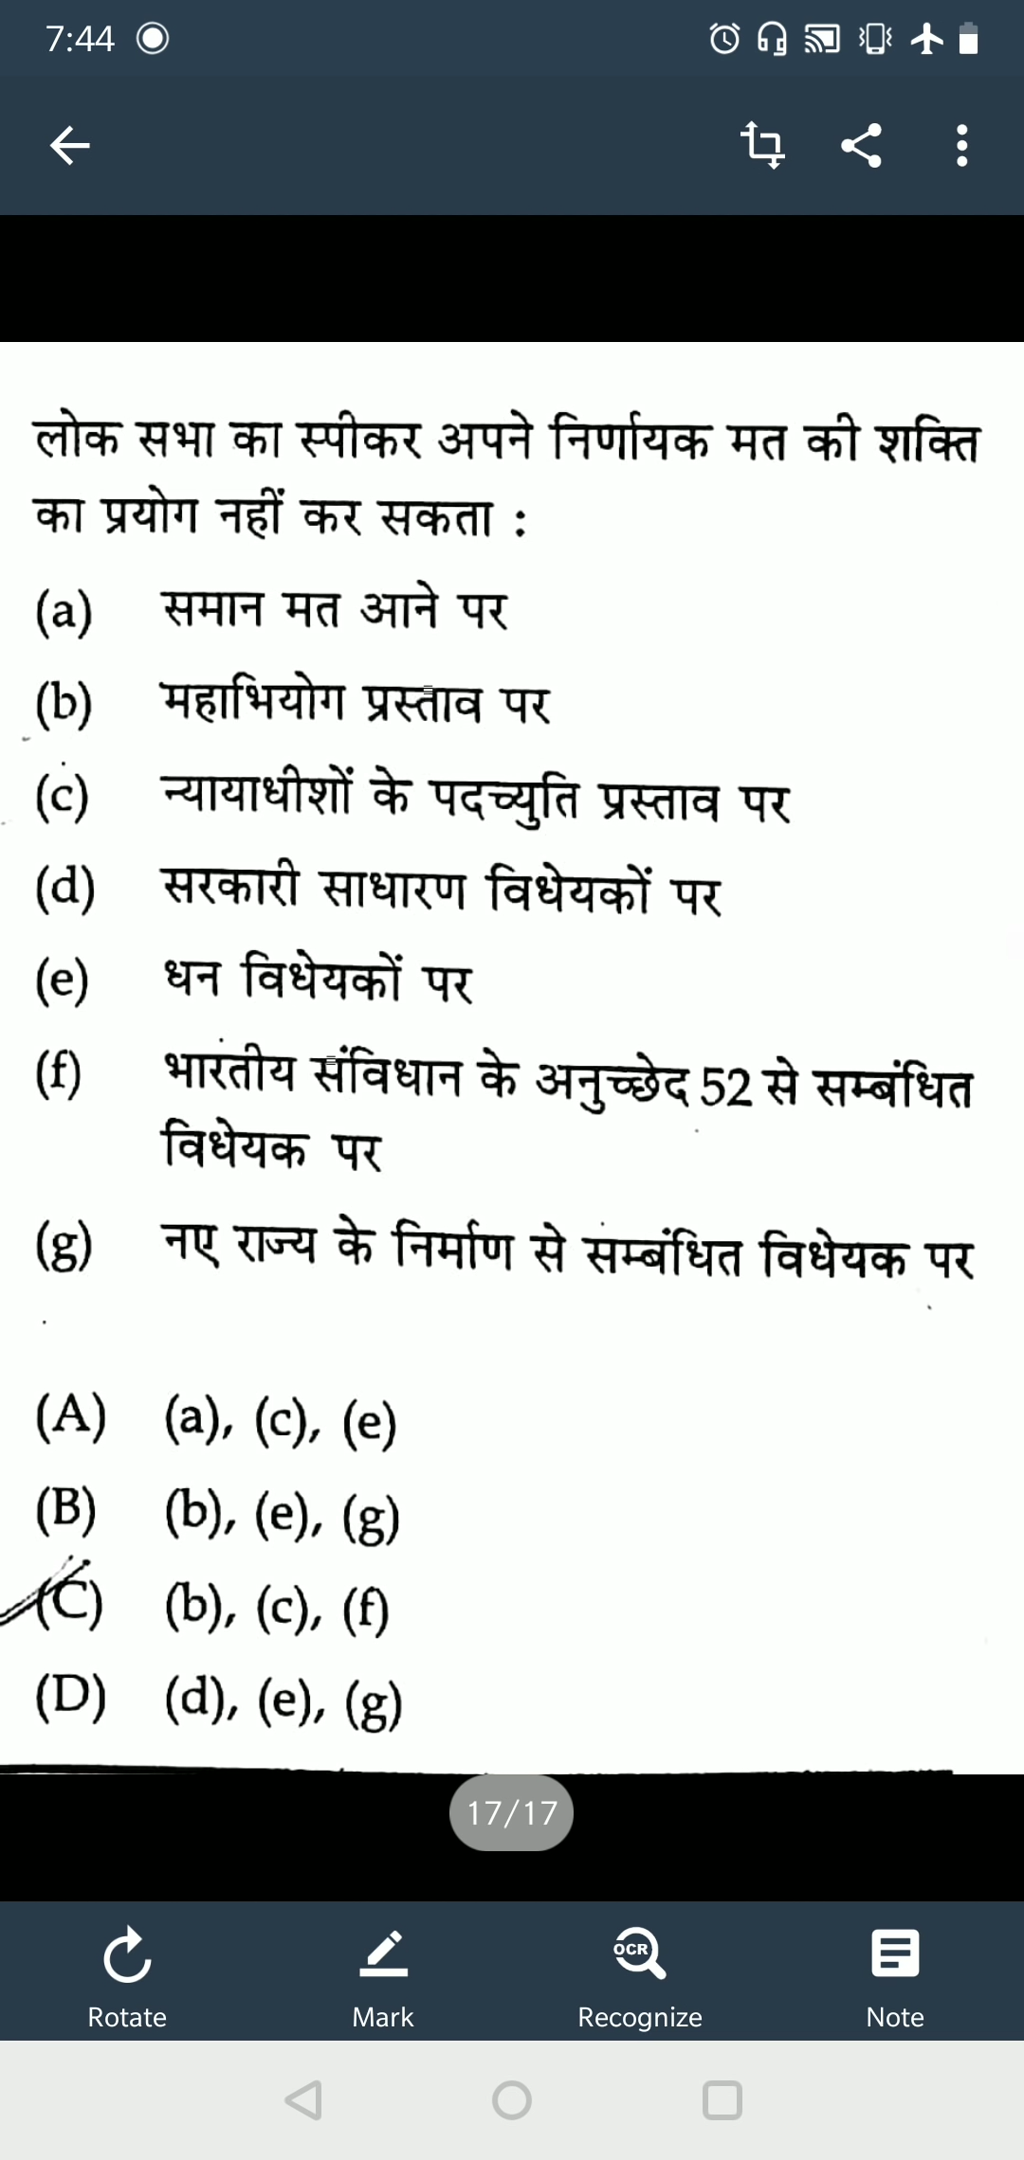 7:44
लोक सभा का स्पीकर अपने निर्णायक मत की शक्ति
का प्रयोग नहीं कर सकता :
(a) समान मत आने पर
(b) महाभियोग प्रस्ताव पर
(c) न्यायाधीशों के पदच्युति प्रस्ताव पर
(d) सरकारी साधारण विधेयकों पर
(e) धन विधेयकों पर
(f) भारतीय संविधान के अनुच्छेद 52 से सम्बंधित
विधेयक पर
(g) नए राज्य के निर्माण से सम्बंधित विधेयक पर
(A) (a), (c), (e)
(B) (b), (e), (g)
(C) (b), (c), (f)
(D) (d), (e), (g)
17/17
OCR
Rotate Mark Recognize Note